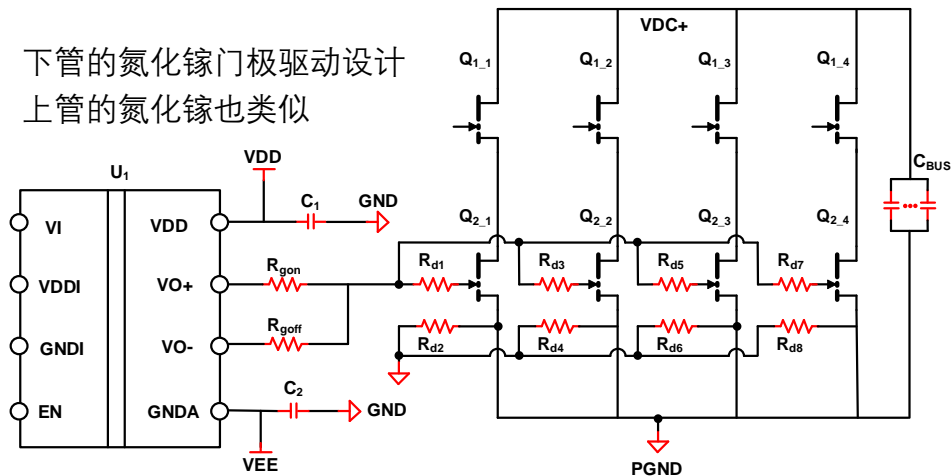 下管的氮化镓门极驱动设计
上管的氮化镓也类似
VDC+
Q1_1
Q1_2
Q1_3
Q1_4
CBUS
U1
VDD
C1
GND
VI
VDD
VDDI
VO+
GNDI
VO-
EN
GNDA
Rgon
Rgoff
C2
GND
VEE
Q2_1
Q2_2
Q2_3
Q2_4
Rd1
Rd3
Rd5
Rd7
Rd2
Rd4
Rd6
Rd8
PGND